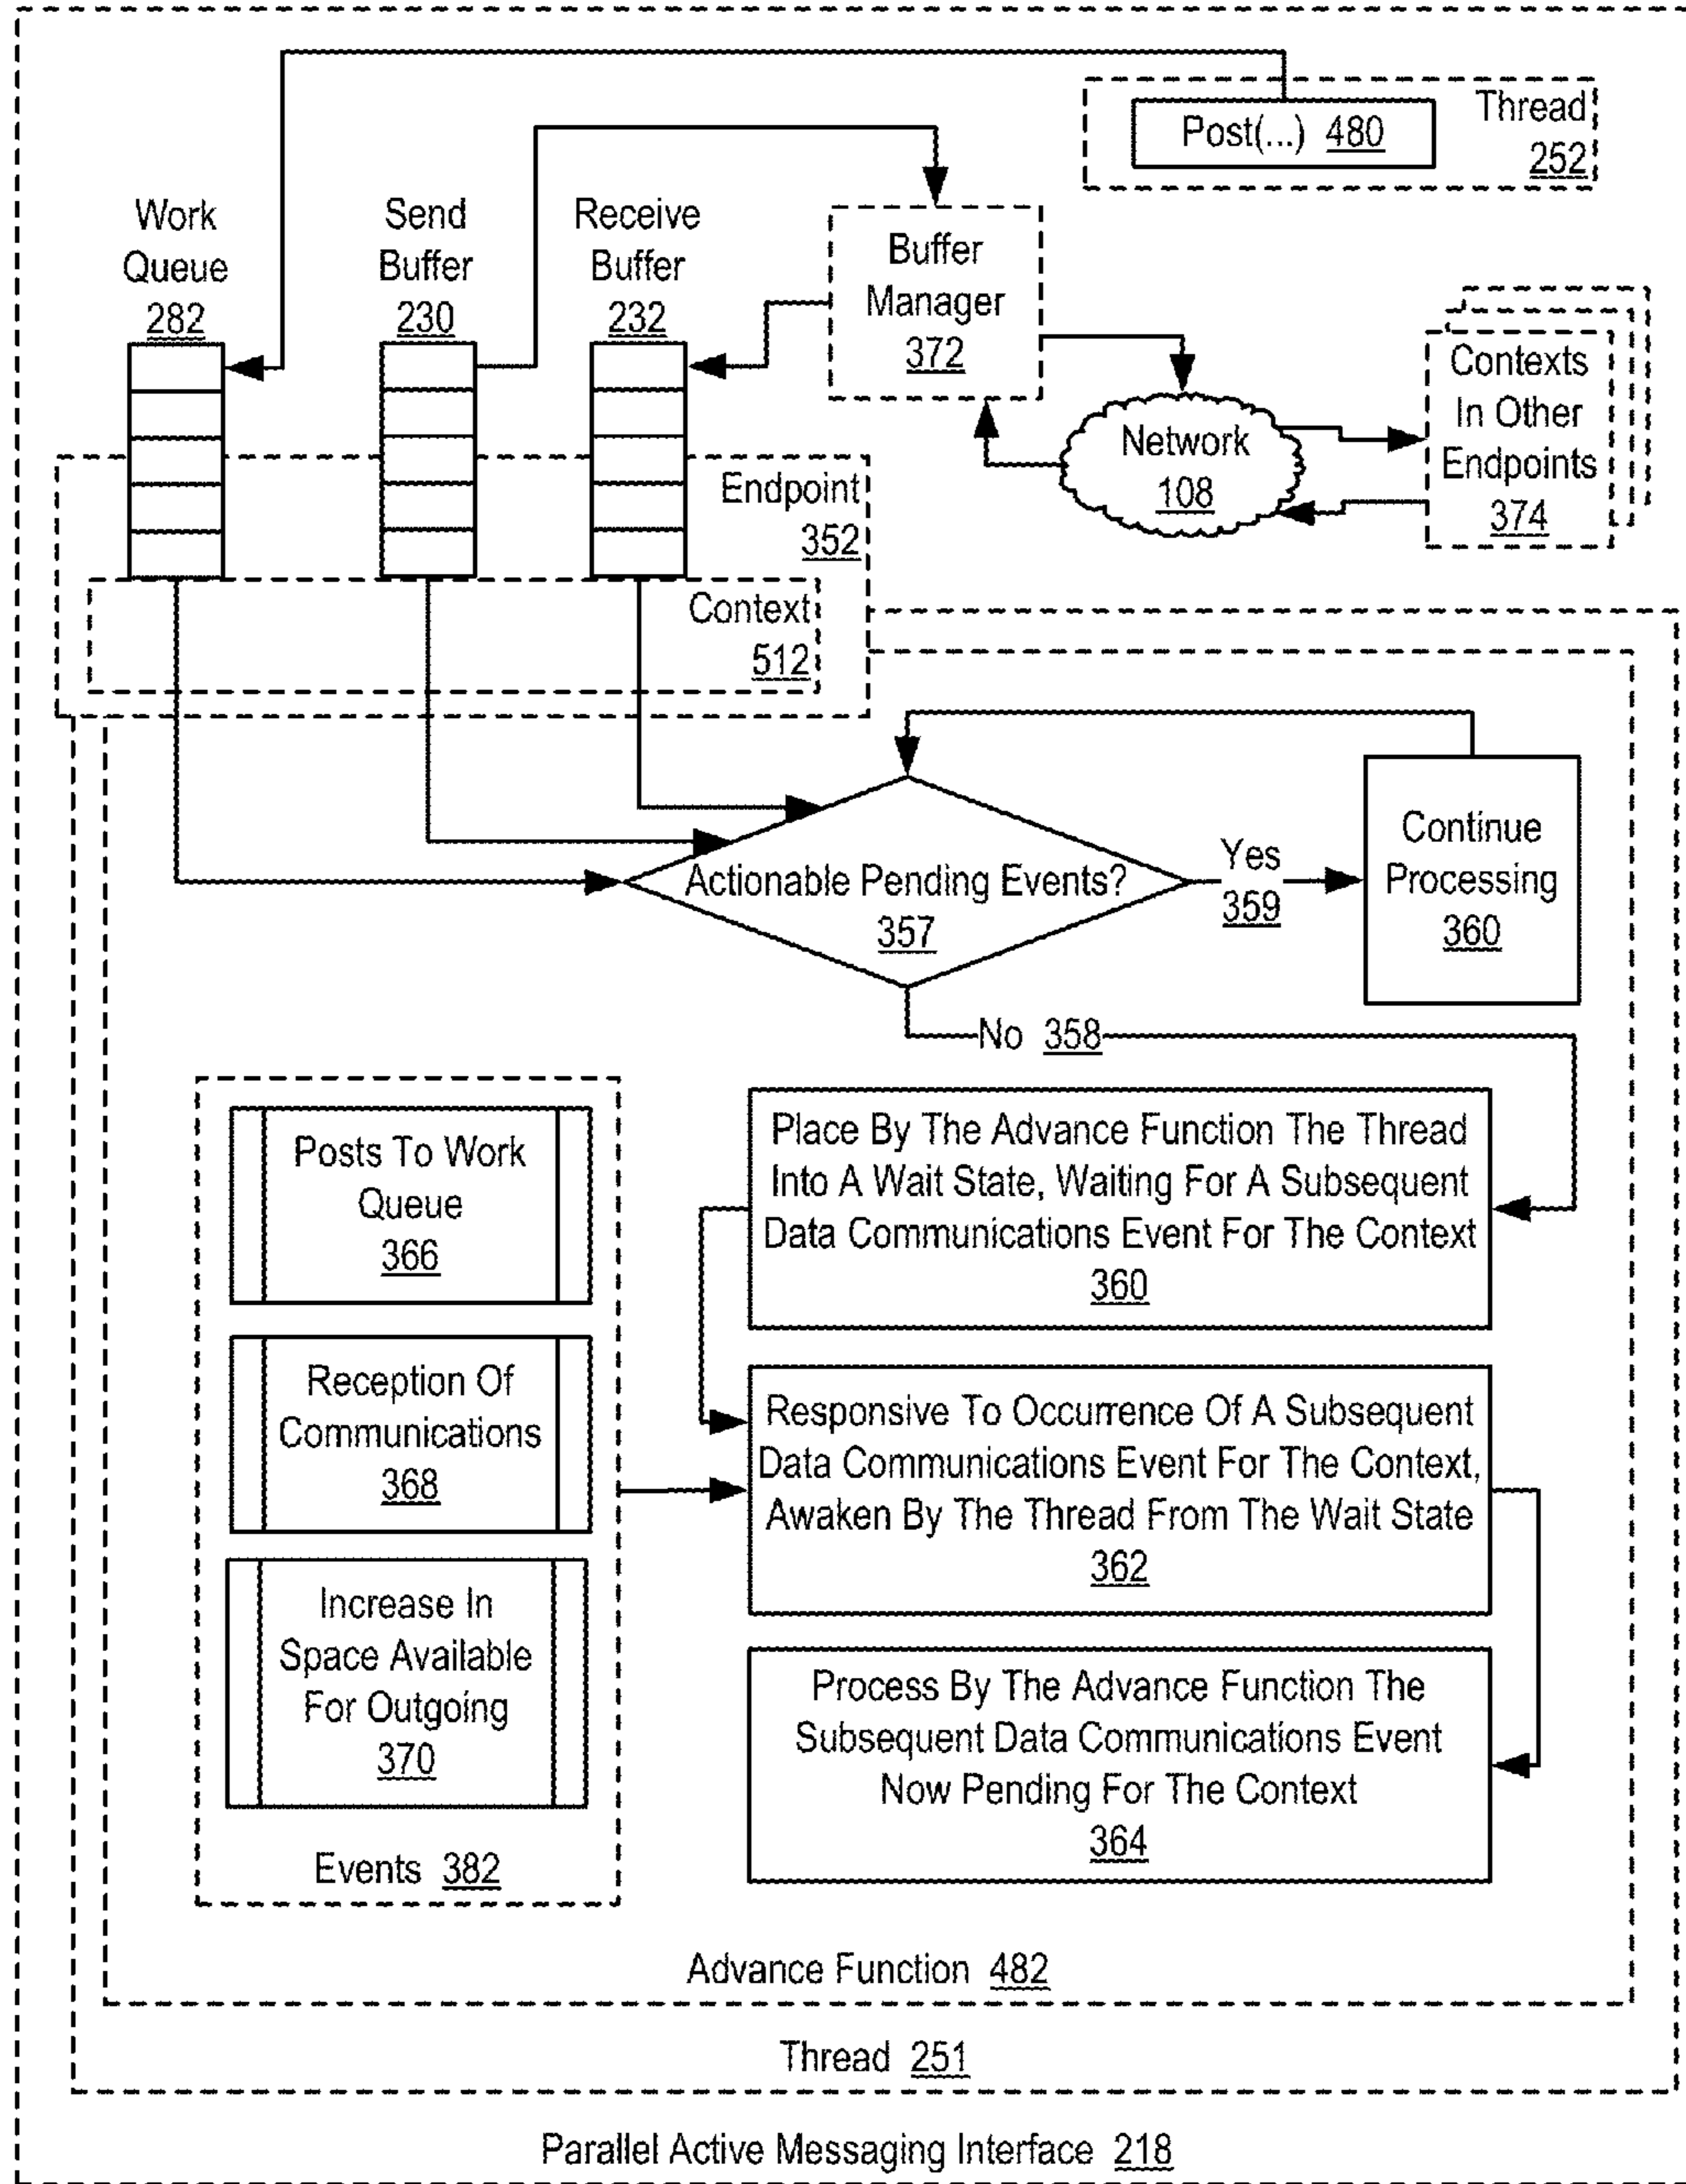 Thread
252
Post(...) 480
Work
Queue
282
Send
Buffer
230
Receive
Buffer
232
Buffer
Manager
372
Network
108
Contexts
In Other
Endpoints
374
Endpoint
352
Context
512
Actionable Pending Events?
357
Yes
359
Continue
Processing
360
No 358
Posts To Work
Queue
366
Reception Of
Communications
368
Increase In
Space Available
For Outgoing
370
Events 382
Place By The Advance Function The Thread
Into A Wait State, Waiting For A Subsequent
Data Communications Event For The Context
360
Responsive To Occurrence Of A Subsequent
Data Communications Event For The Context,
Awaken By The Thread From The Wait State
362
Process By The Advance Function The
Subsequent Data Communications Event
Now Pending For The Context
364
Advance Function 482
Thread 251
Parallel Active Messaging Interface 218